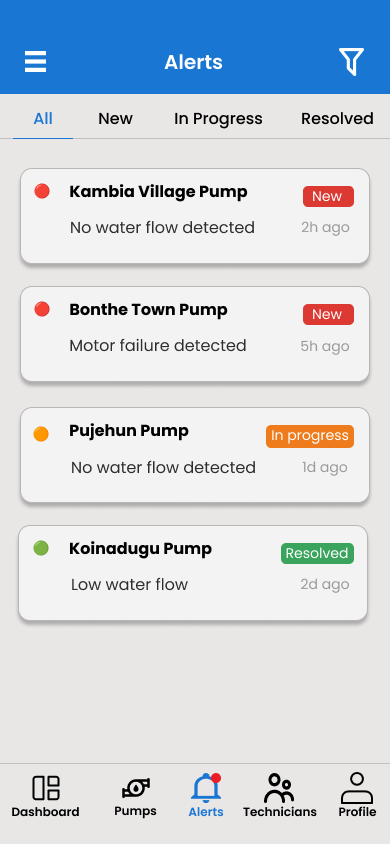 Alerts
All New In Progress Resolved
Kambia Village Pump New
No water flow detected 2h ago
Bonthe Town Pump New
Motor failure detected 5h ago
Pujehun Pump In progress
No water flow detected 1d ago
Koinadugu Pump Resolved
Low water flow 2d ago
Dashboard Pumps Alerts Technicians Profile